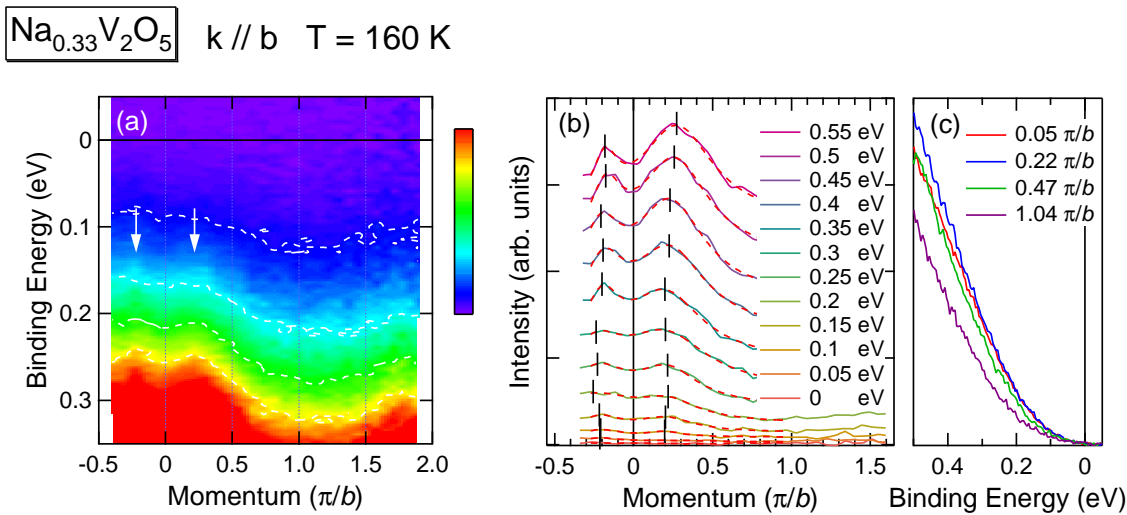 Na0.33V2O5 k // b T = 160 K
(a)
Binding Energy (eV)
0
0.1
0.2
0.3
-0.5 0 0.5 1.0 1.5 2.0
Momentum (π/b)
(b)
Intensity (arb. units)
0.55 eV
0.5 eV
0.45 eV
0.4 eV
0.35 eV
0.3 eV
0.25 eV
0.2 eV
0.15 eV
0.1 eV
0.05 eV
0 eV
-0.5 0 0.5 1.0 1.5
Momentum (π/b)
(c)
0.05 π/b
0.22 π/b
0.47 π/b
1.04 π/b
0.4 0.2 0
Binding Energy (eV)